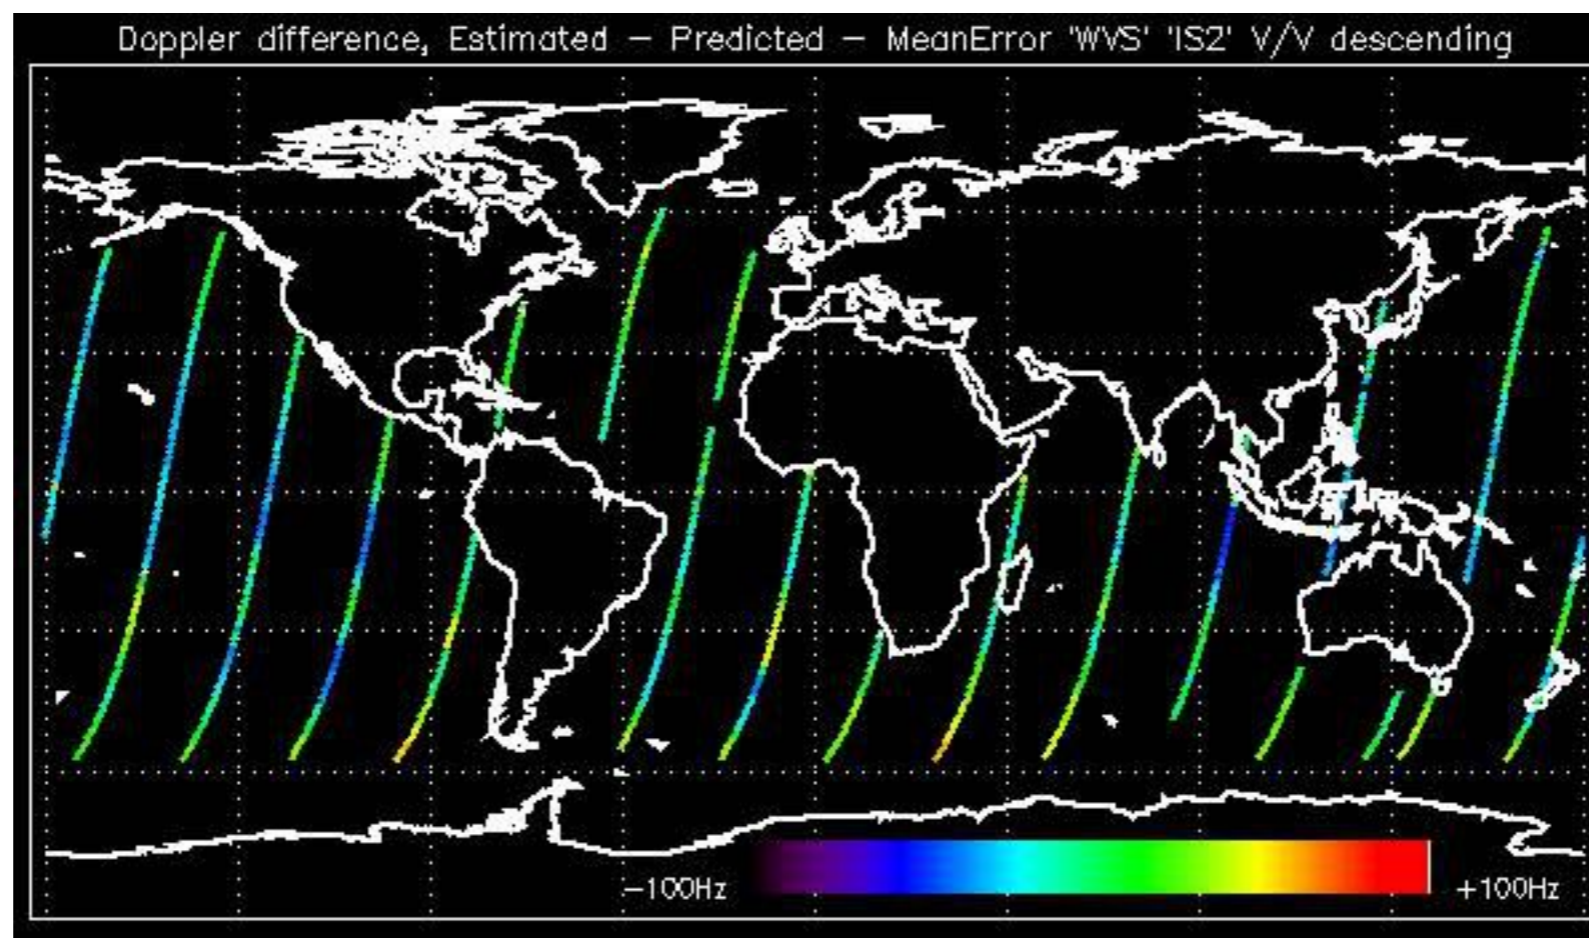 Doppler difference, Estimated − Predicted − MeanError 'WVS' 'IS2' V/V descending
−100Hz
+100Hz